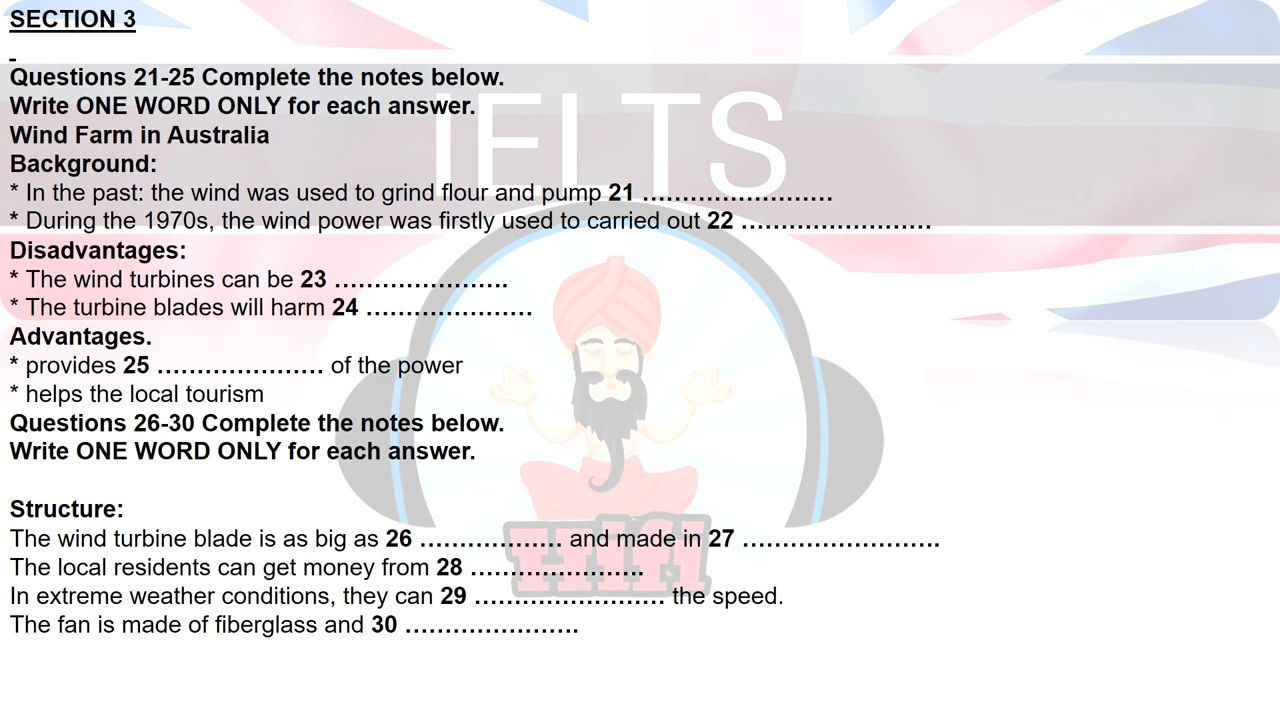 SECTION 3
Questions 21-25 Complete the notes below.
Write ONE WORD ONLY for each answer.
IELTS
Wind Farm in Australia
Background:
* In the past: the wind was used to grind flour and pump 21 ……………………
* During the 1970s, the wind power was firstly used to carried out 22 ……………………
Disadvantages:
* The wind turbines can be 23 ………………….
* The turbine blades will harm 24 …………………
Advantages.
* provides 25 ………………… of the power
* helps the local tourism
Questions 26-30 Complete the notes below.
Write ONE WORD ONLY for each answer.
Structure:
The wind turbine blade is as big as 26 ……………… and made in 27 …………………….
The local residents can get money from 28 ………………….
In extreme weather conditions, they can 29 …………………… the speed.
The fan is made of fiberglass and 30 ………………….
HIFI